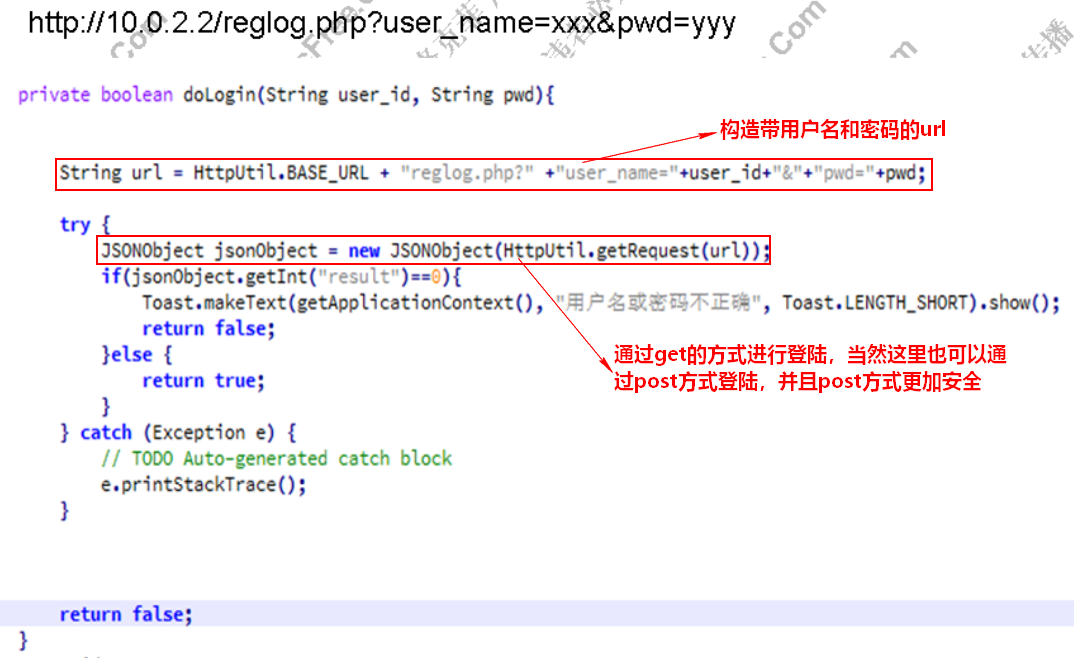 http://10.0.2.2/reglog.php?user_name=xxx&pwd=yyy
private boolean doLogin(String user_id, String pwd){
构造带用户名和密码的url
String url = HttpUtil.BASE_URL + "reglog.php?" +"user_name="+user_id+"&"+"pwd="+pwd;
try {
JSONObject jsonObject = new JSONObject(HttpUtil.getRequest(url));
if(jsonObject.getInt("result")==0){
Toast.makeText(getApplicationContext(), "用户名或密码不正确", Toast.LENGTH_SHORT).show();
return false;
}else {
通过get的方式进行登陆，当然这里也可以通
过post方式登陆，并且post方式更加安全
return true;
}
} catch (Exception e) {
// TODO Auto-generated catch block
e.printStackTrace();
}
return false;
}